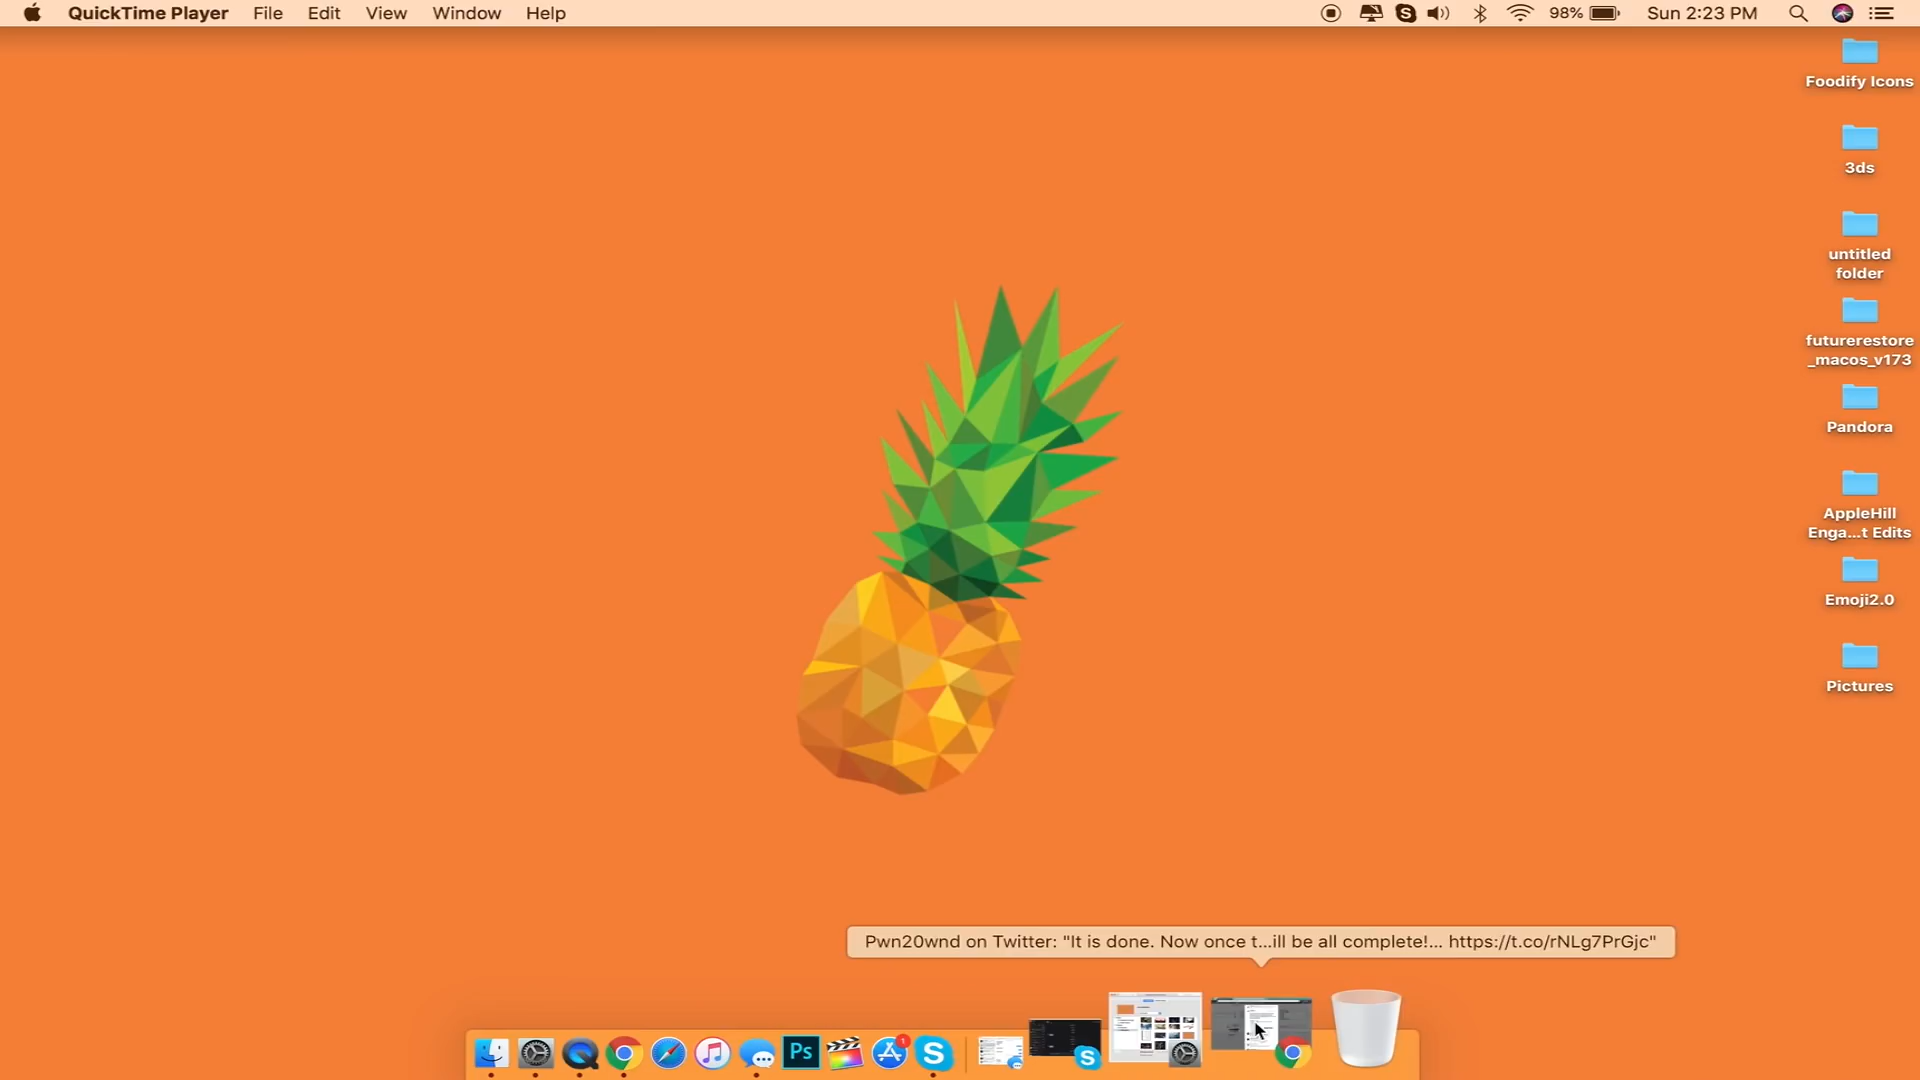 QuickTime Player File Edit View Window Help 98% Sun 2:23 PM
Foodify Icons
3ds
untitled
folder
futurerestore
_macos_v173
Pandora
AppleHill
Enga...t Edits
Emoji2.0
Pictures
Pwn20wnd on Twitter: "It is done. Now once t...ill be all complete!... https://t.co/rNLg7PrGjc"
Ps
1
S